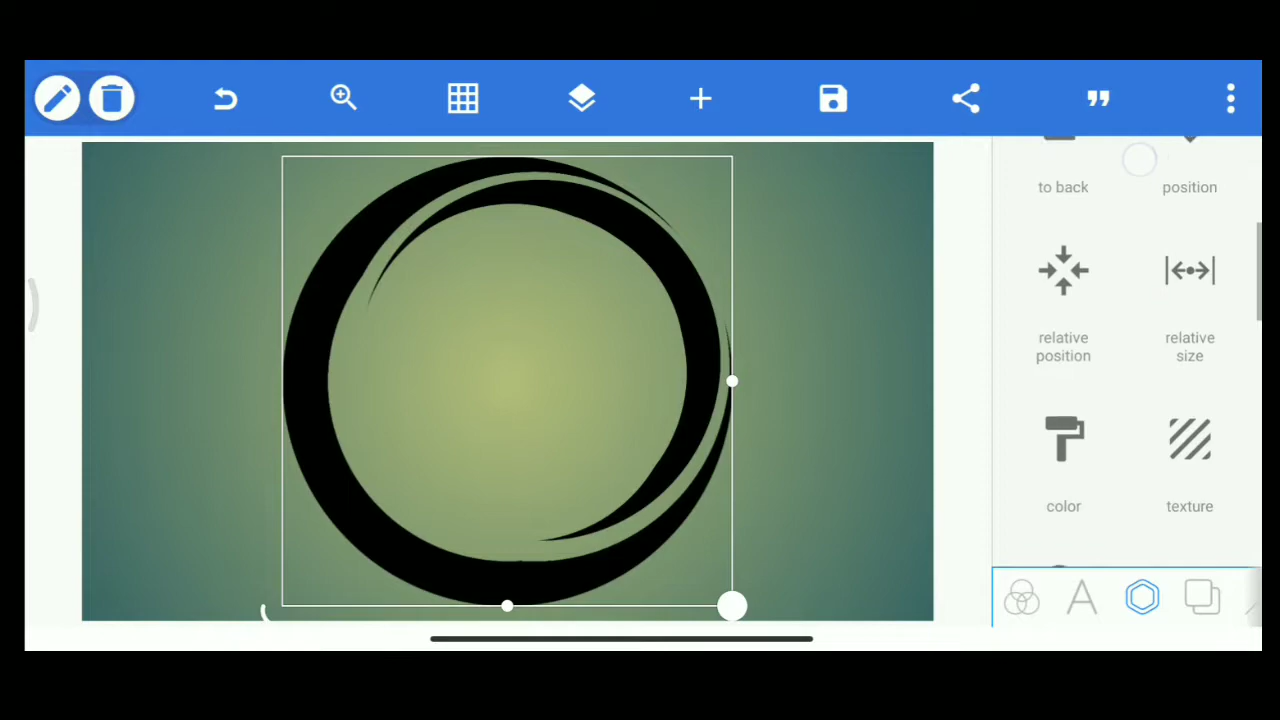 to back
position
relative
position
relative
size
color
texture